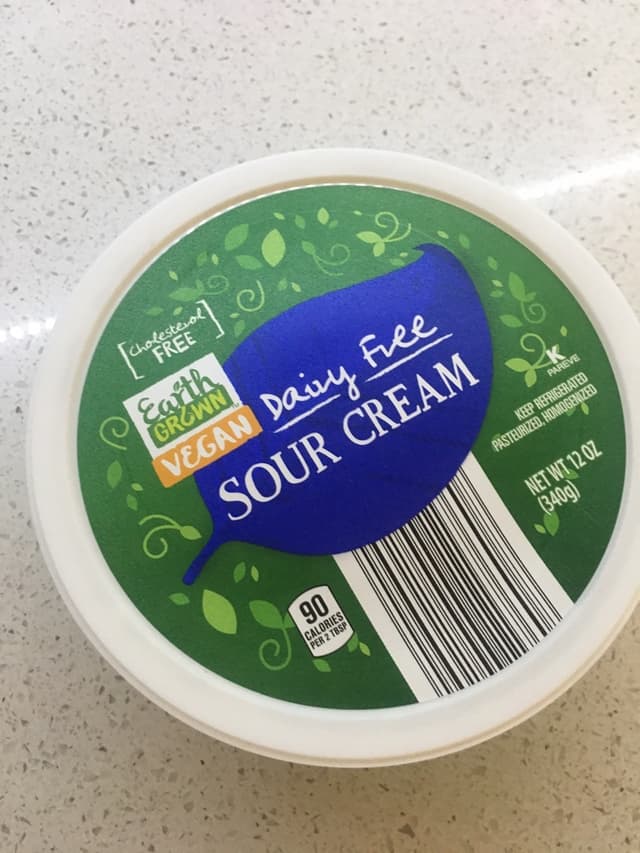 [Cholesterol
FREE]
Earth
GROWN
VEGAN
Dairy Free
SOUR CREAM
K
PAREVE
KEEP REFRIGERATED
PASTEURIZED, HOMOGENIZED
NET WT 12 OZ
(340g)
90
CALORIES
PER 2 TBSP